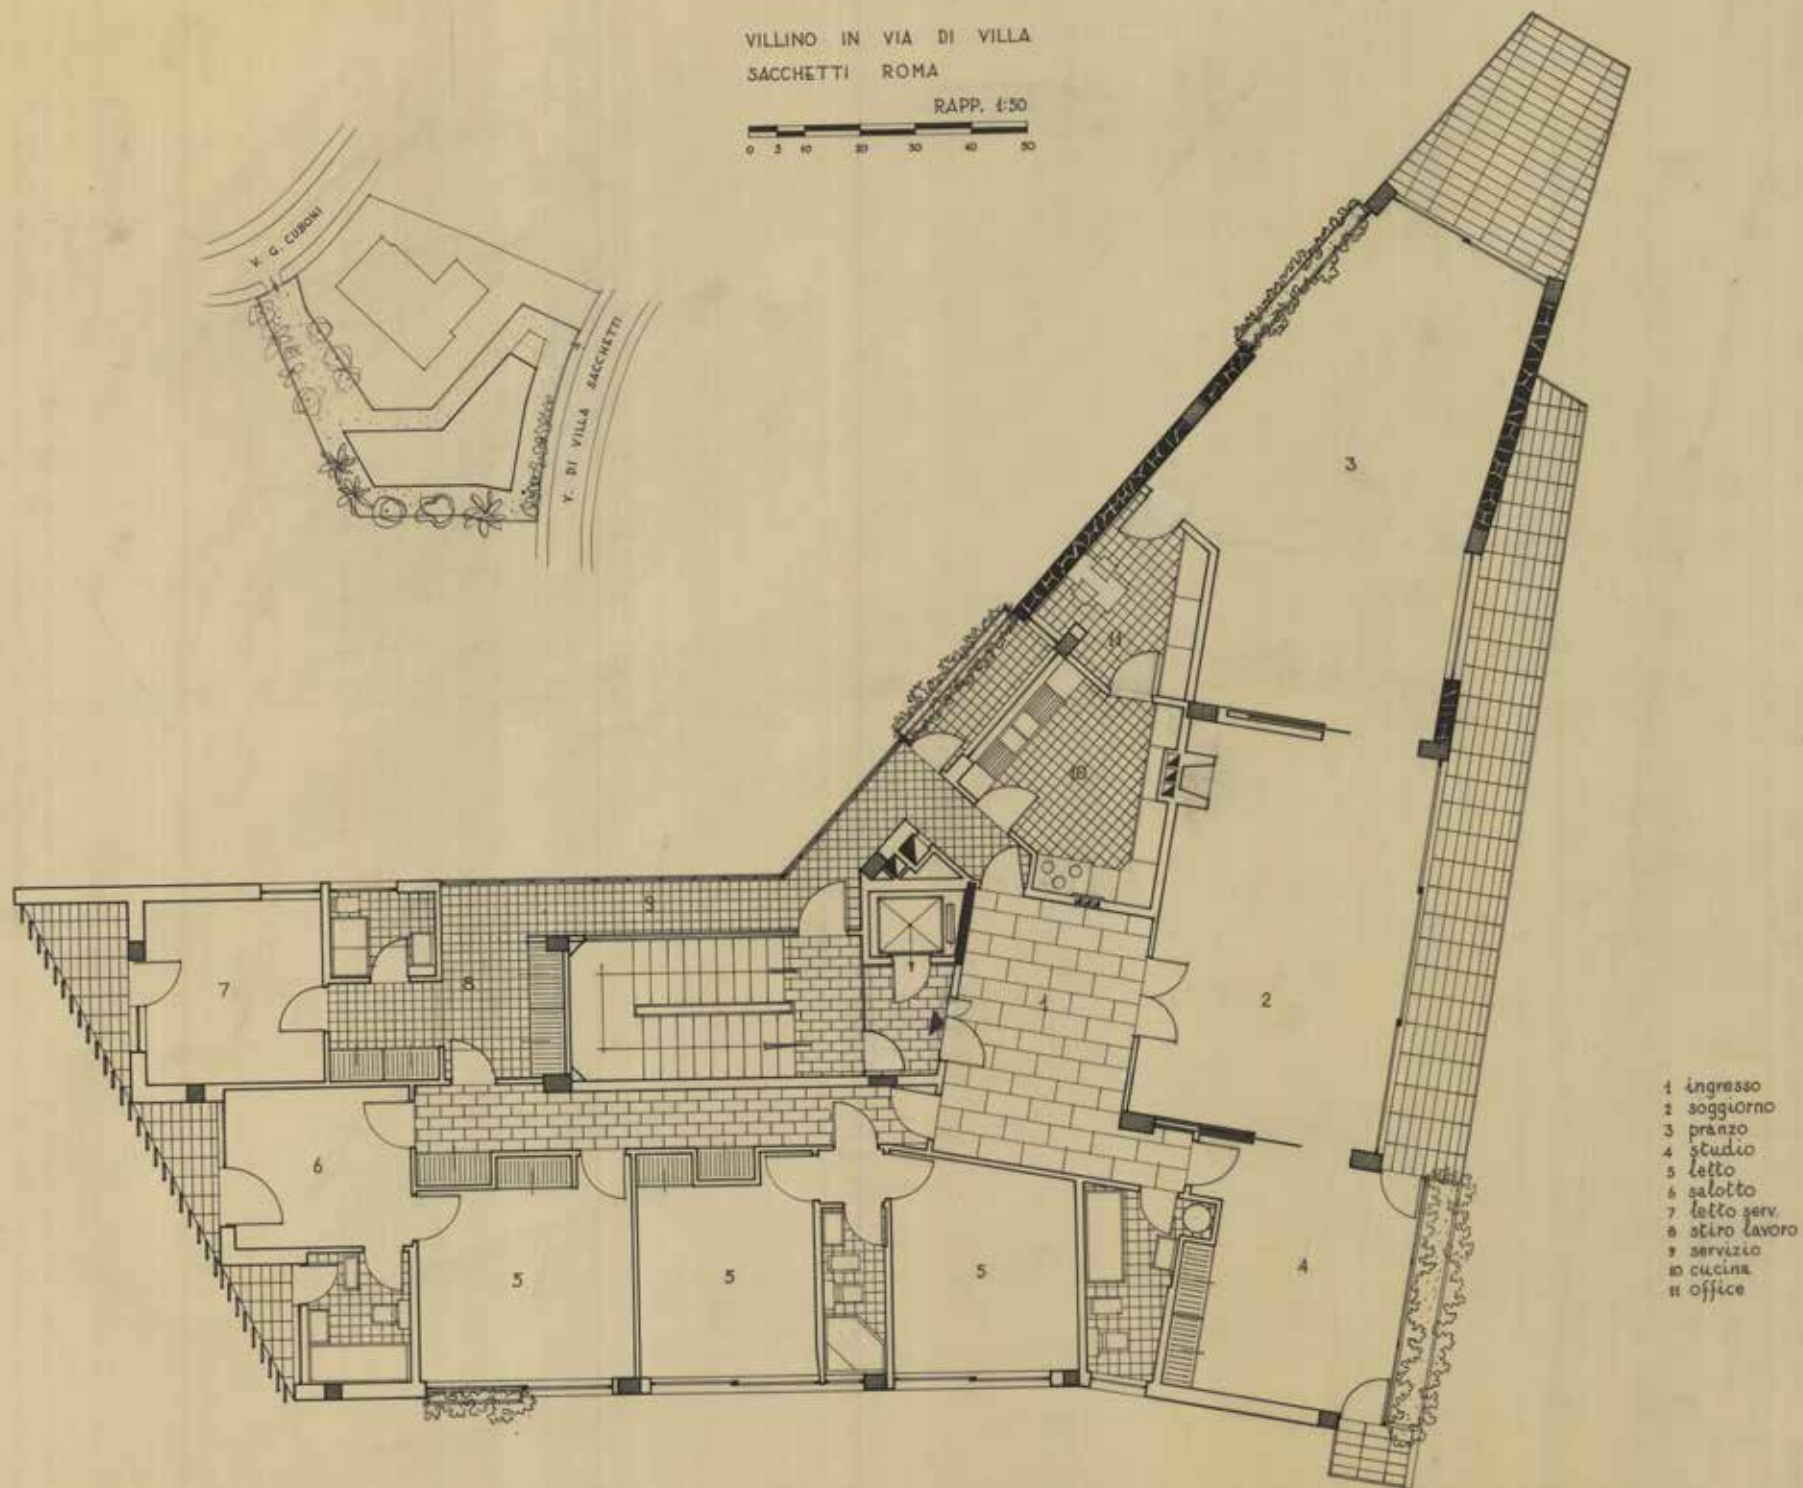 VILLINO IN VIA DI VILLA
SACCHETTI ROMA
RAPP. 1:50
0 5 10 20 30 40 50
V. G. CUBONI
V. DI VILLA SACCHETTI
3
11
10
9
7
8
1
2
6
5
5
5
4
1 ingresso
2 soggiorno
3 pranzo
4 studio
5 letto
6 salotto
7 letto serv.
8 stiro lavoro
9 servizio
10 cucina
11 office